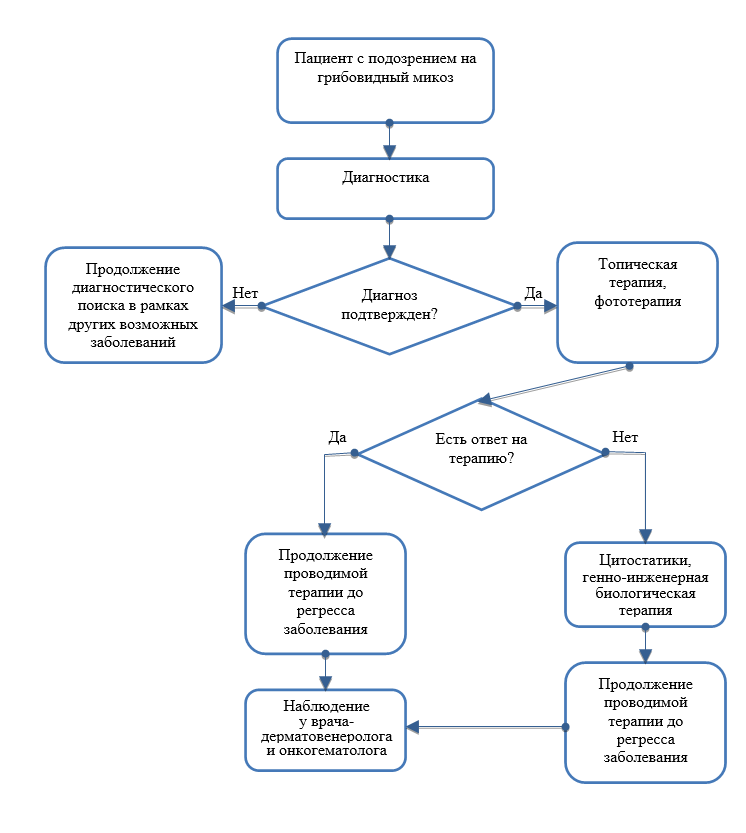 Пациент с подозрением на
грибовидный микоз
Диагностика
Продолжение
диагностического
поиска в рамках
других возможных
заболеваний
Нет
Диагноз
подтвержден?
Да
Топическая
терапия,
фототерапия
Да
Есть ответ на
терапию?
Нет
Продолжение
проводимой
терапии до
регресса
заболевания
Цитостатики,
генно-инженерная
биологическая
терапия
Наблюдение
у врача-
дерматовенеролога
и онкогематолога
Продолжение
проводимой
терапии до
регресса
заболевания